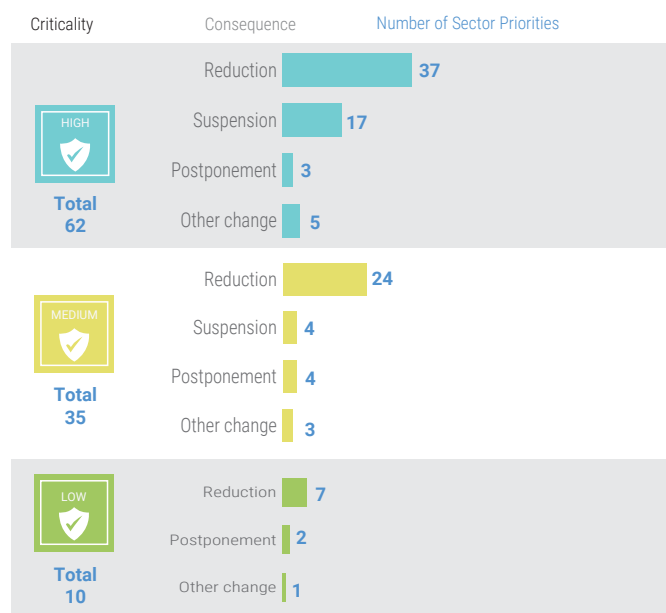 Criticality Consequence Number of Sector Priorities
HIGH
Total
62
Reduction 37
Suspension 17
Postponement 3
Other change 5
MEDIUM
Total
35
Reduction 24
Suspension 4
Postponement 4
Other change 3
LOW
Total
10
Reduction 7
Postponement 2
Other change 1